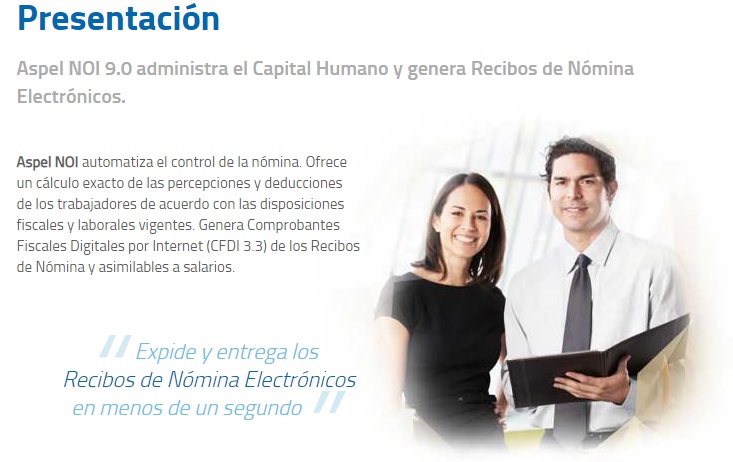 Presentación
Aspel NOI 9.0 administra el Capital Humano y genera Recibos de Nómina
Electrónicos.
Aspel NOI automatiza el control de la nómina. Ofrece
un cálculo exacto de las percepciones y deducciones
de los trabajadores de acuerdo con las disposiciones
fiscales y laborales vigentes. Genera Comprobantes
Fiscales Digitales por Internet (CFDI 3.3) de los Recibos
de Nómina y asimilables a salarios.
" Expide y entrega los
Recibos de Nómina Electrónicos
en menos de un segundo "